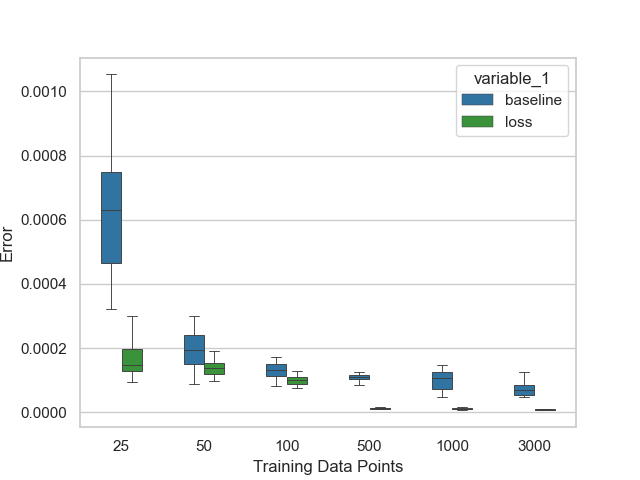 variable_1
baseline
loss
0.0010
0.0008
0.0006
0.0004
0.0002
0.0000
Error
25 50 100 500 1000 3000
Training Data Points